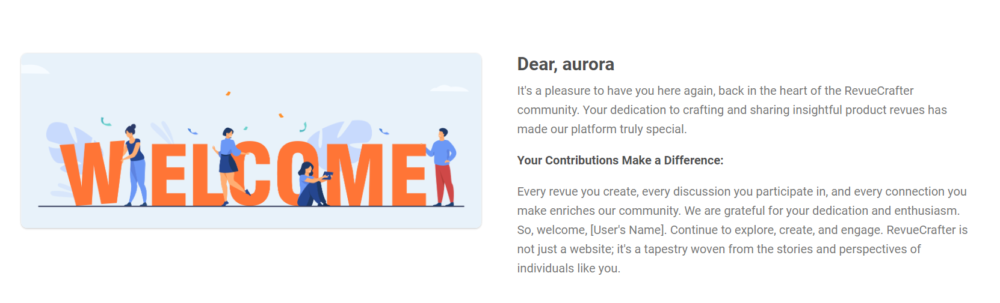 WELCOME
Dear, aurora
It's a pleasure to have you here again, back in the heart of the RevueCrafter
community. Your dedication to crafting and sharing insightful product revues has
made our platform truly special.
Your Contributions Make a Difference:
Every revue you create, every discussion you participate in, and every connection you
make enriches our community. We are grateful for your dedication and enthusiasm.
So, welcome, [User's Name]. Continue to explore, create, and engage. RevueCrafter is
not just a website; it's a tapestry woven from the stories and perspectives of
individuals like you.